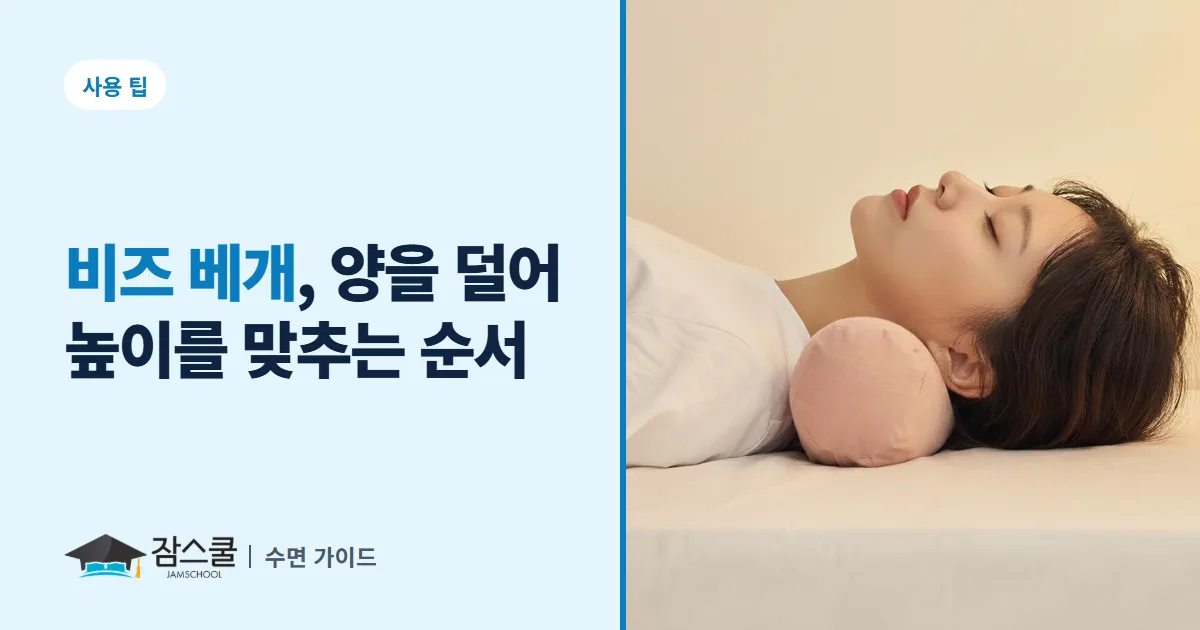 사용 팁
비즈 베개, 양을 덜어
높이를 맞추는 순서
잠스쿨
JAMSCHOOL
수면 가이드